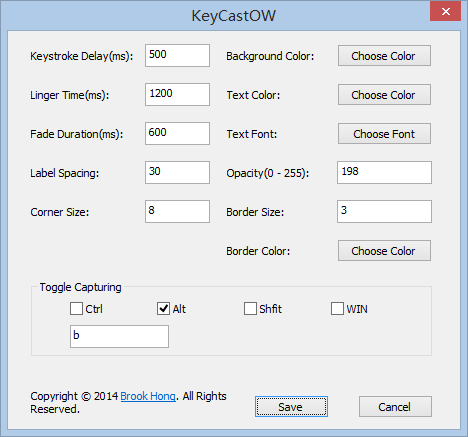 KeyCastOW
Keystroke Delay(ms): 500 Background Color: Choose Color
Linger Time(ms): 1200 Text Color: Choose Color
Fade Duration(ms): 600 Text Font: Choose Font
Label Spacing: 30 Opacity(0 - 255): 198
Corner Size: 8 Border Size: 3
Border Color: Choose Color
Toggle Capturing
Ctrl Alt Shfit WIN
b
Copyright © 2014 Brook Hong. All Rights
Reserved.
Save Cancel